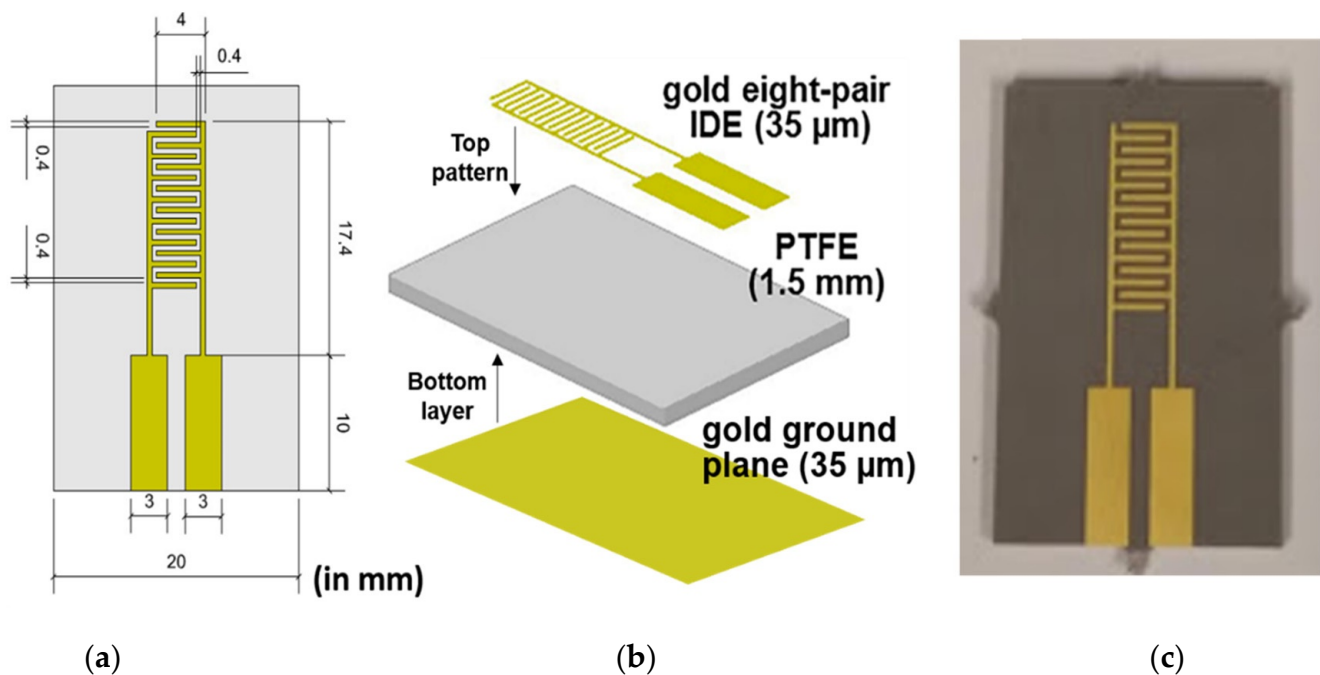 4
0.4
0.4
0.4
17.4
10
3
3
20
(in mm)
gold eight-pair
IDE (35 µm)
Top
pattern
PTFE
(1.5 mm)
Bottom
layer
gold ground
plane (35 µm)
(a)
(b)
(c)